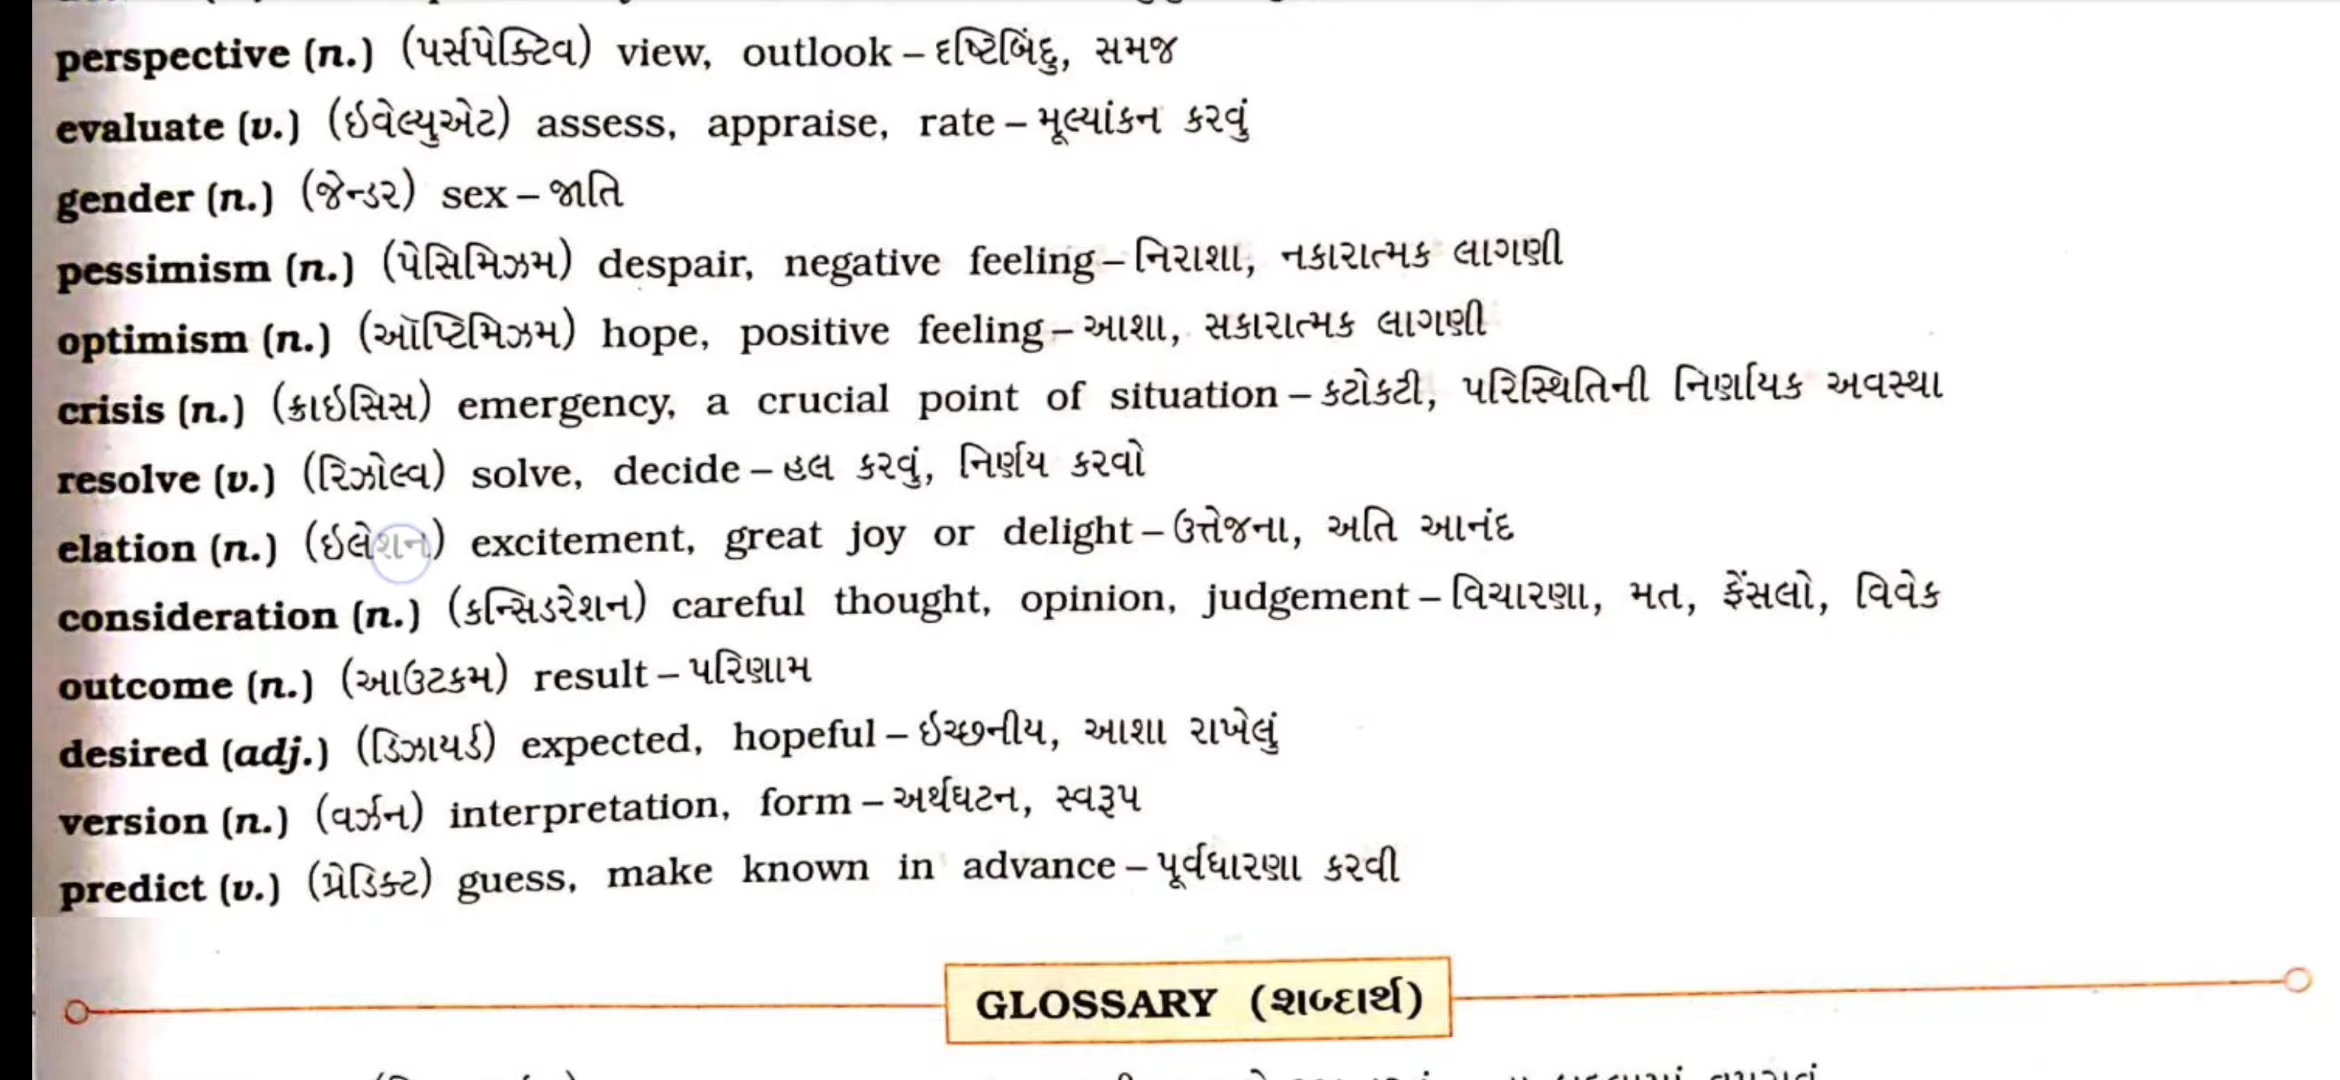 perspective (n.) (પર્સપેક્ટિવ) view, outlook – દૃષ્ટિબિંદુ, સમજ
evaluate (v.) (ઇવેલ્યુએટ) assess, appraise, rate – મૂલ્યાંકન કરવું
gender (n.) (જેન્ડર) sex – જાતિ
pessimism (n.) (પેસિમિઝમ) despair, negative feeling – નિરાશા, નકારાત્મક લાગણી
optimism (n.) (ઑપ્ટિમિઝમ) hope, positive feeling – આશા, સકારાત્મક લાગણી
crisis (n.) (ક્રાઇસિસ) emergency, a crucial point of situation – કટોકટી, પરિસ્થિતિની નિર્ણાયક અવસ્થા
resolve (v.) (રિઝોલ્વ) solve, decide – હલ કરવું, નિર્ણય કરવો
elation (n.) (ઇલેશન) excitement, great joy or delight – ઉત્તેજના, અતિ આનંદ
consideration (n.) (કન્સિડરેશન) careful thought, opinion, judgement – વિચારણા, મત, ફેંસલો, વિવેક
outcome (n.) (આઉટકમ) result – પરિણામ
desired (adj.) (ડિઝાયર્ડ) expected, hopeful – ઇચ્છનીય, આશા રાખેલું
version (n.) (વર્ઝન) interpretation, form – અર્થઘટન, સ્વરૂપ
predict (v.) (પ્રેડિક્ટ) guess, make known in advance – પૂર્વધારણા કરવી
GLOSSARY (શબ્દાર્થ)